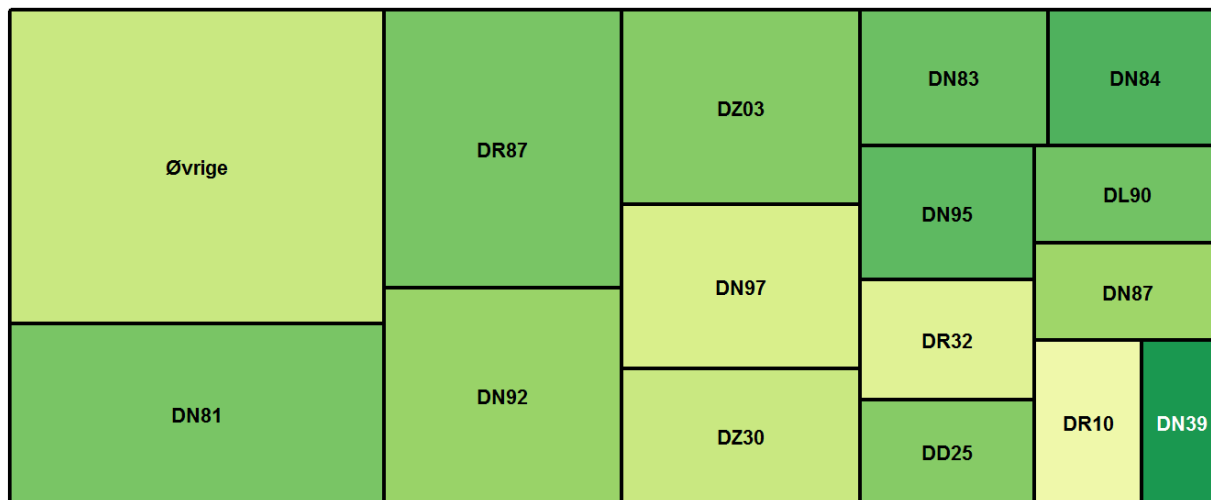 Øvrige
DN81
DR87
DN92
DZ03
DN97
DZ30
DN83
DN84
DN95
DL90
DN87
DR32
DD25
DR10
DN39